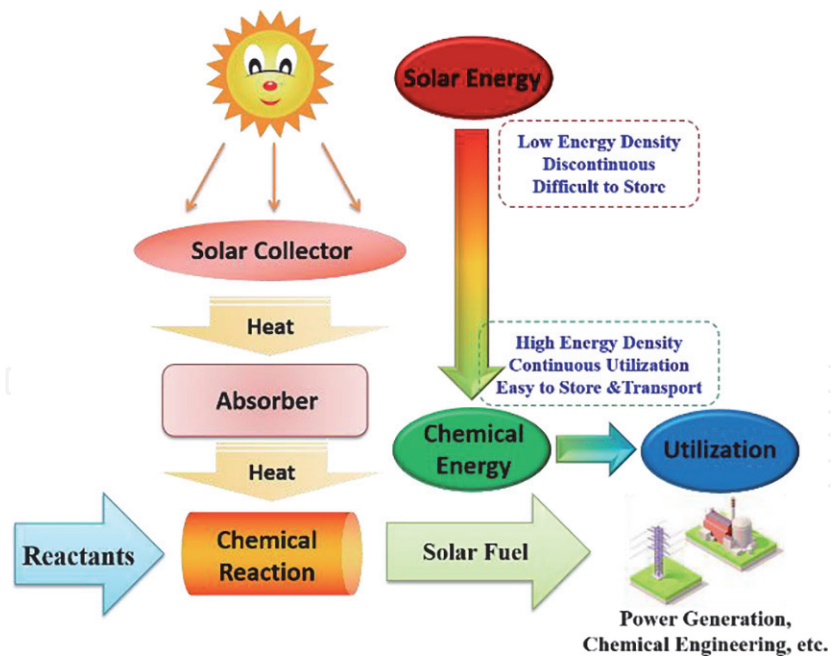 Solar Energy
Low Energy Density
Discontinuous
Difficult to Store
Solar Collector
Heat
High Energy Density
Continuous Utilization
Easy to Store &Transport
Absorber
Chemical
Energy
Utilization
Heat
Reactants
Chemical
Reaction
Solar Fuel
Power Generation,
Chemical Engineering, etc.